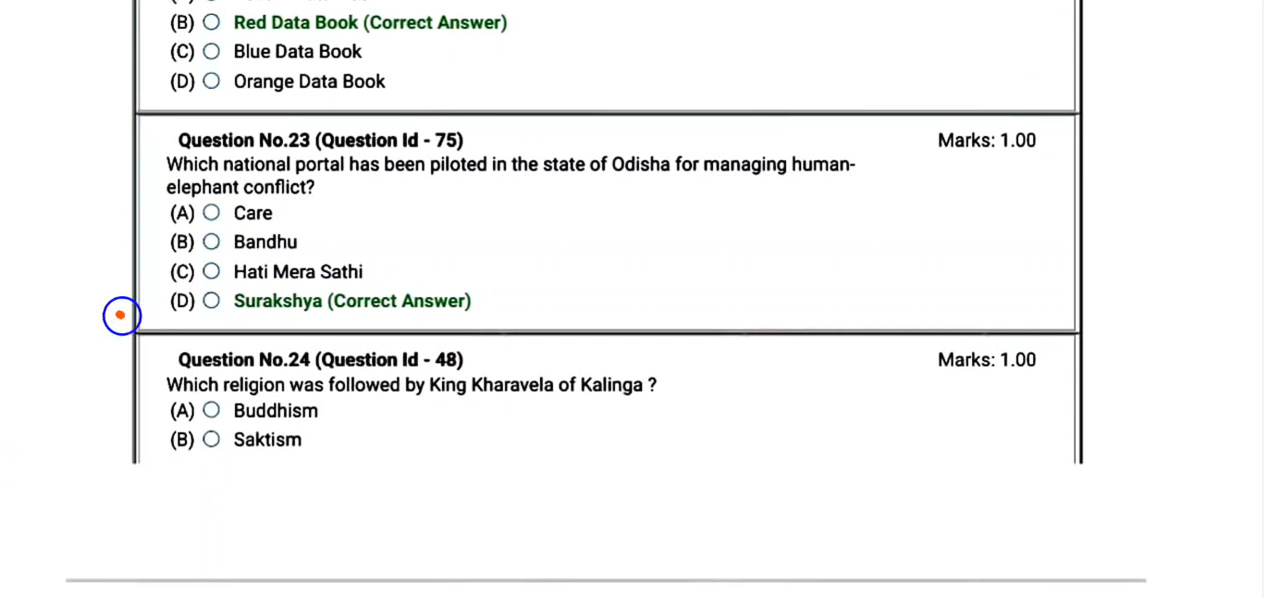 (B) Red Data Book (Correct Answer)
(C) Blue Data Book
(D) Orange Data Book
Question No.23 (Question Id - 75) Marks: 1.00
Which national portal has been piloted in the state of Odisha for managing human-
elephant conflict?
(A) Care
(B) Bandhu
(C) Hati Mera Sathi
(D) Surakshya (Correct Answer)
Question No.24 (Question Id - 48) Marks: 1.00
Which religion was followed by King Kharavela of Kalinga ?
(A) Buddhism
(B) Saktism